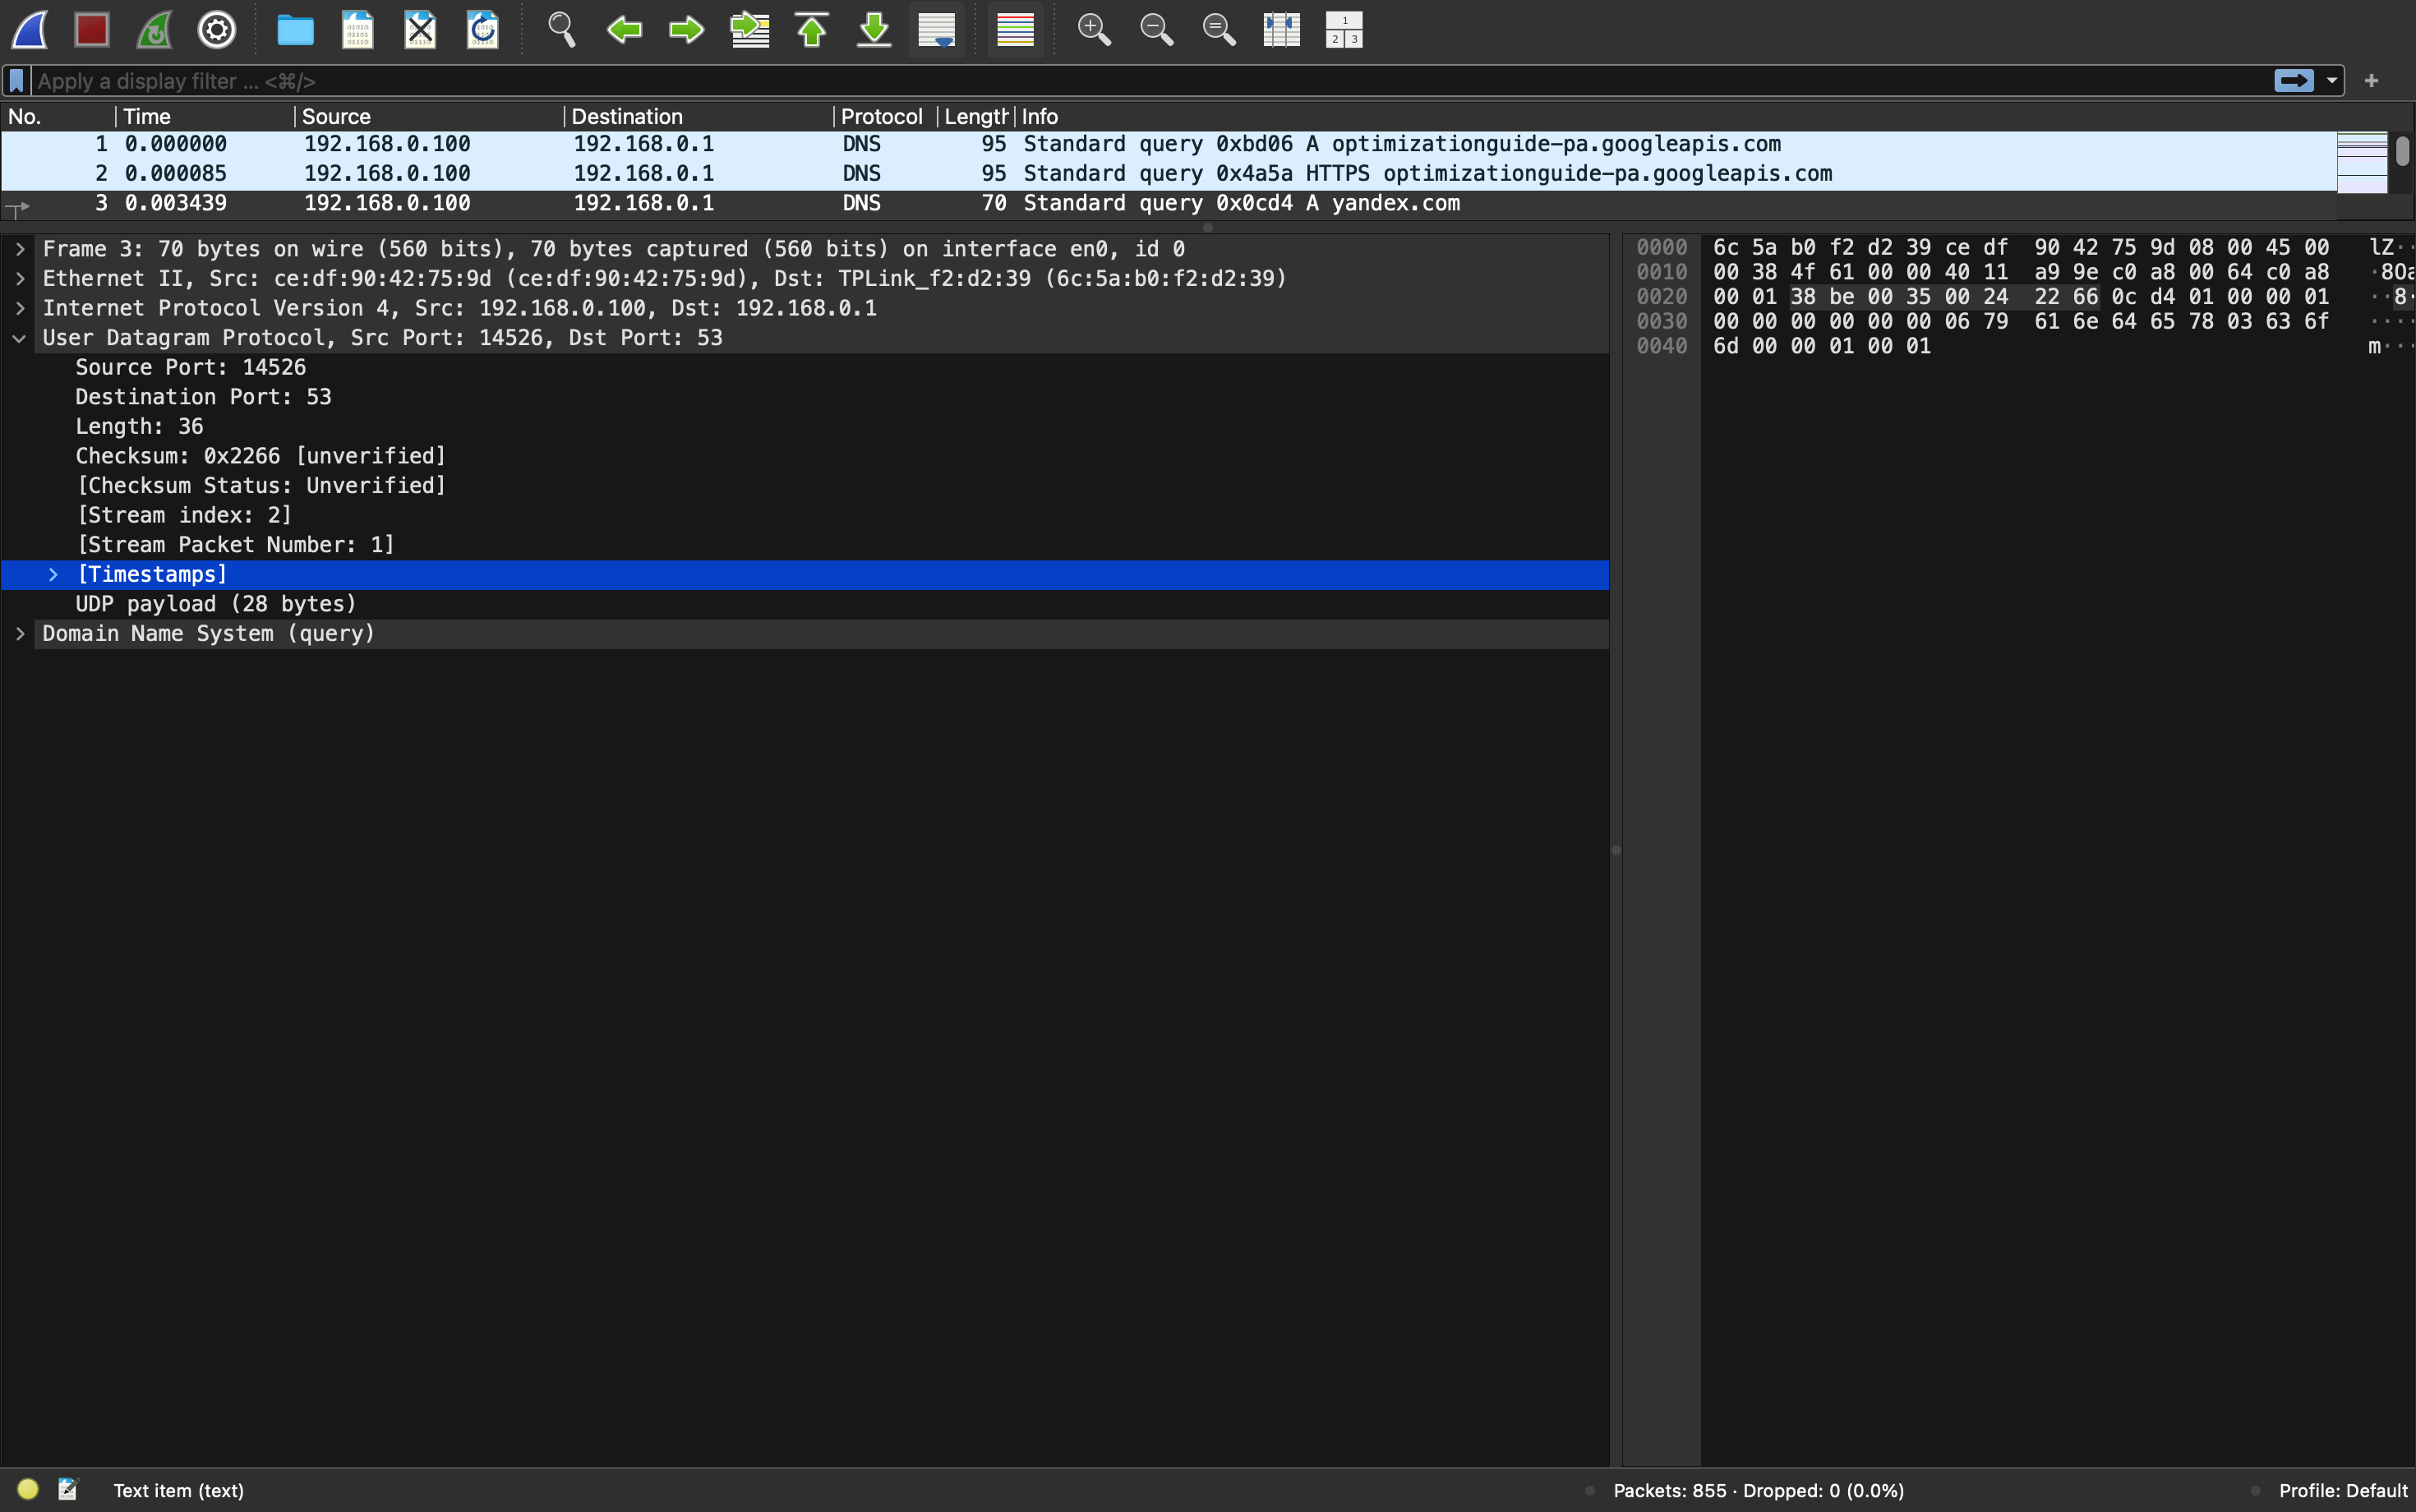 Apply a display filter ... <⌘/>
No. Time Source Destination Protocol Length Info
1 0.000000 192.168.0.100 192.168.0.1 DNS 95 Standard query 0xbd06 A optimizationguide-pa.googleapis.com
2 0.000085 192.168.0.100 192.168.0.1 DNS 95 Standard query 0x4a5a HTTPS optimizationguide-pa.googleapis.com
3 0.003439 192.168.0.100 192.168.0.1 DNS 70 Standard query 0x0cd4 A yandex.com
Frame 3: 70 bytes on wire (560 bits), 70 bytes captured (560 bits) on interface en0, id 0
Ethernet II, Src: ce:df:90:42:75:9d (ce:df:90:42:75:9d), Dst: TPLink_f2:d2:39 (6c:5a:b0:f2:d2:39)
Internet Protocol Version 4, Src: 192.168.0.100, Dst: 192.168.0.1
User Datagram Protocol, Src Port: 14526, Dst Port: 53
Source Port: 14526
Destination Port: 53
Length: 36
Checksum: 0x2266 [unverified]
[Checksum Status: Unverified]
[Stream index: 2]
[Stream Packet Number: 1]
[Timestamps]
UDP payload (28 bytes)
Domain Name System (query)
0000 6c 5a b0 f2 d2 39 ce df 90 42 75 9d 08 00 45 00 lZ··
0010 00 38 4f 61 00 00 40 11 a9 9e c0 a8 00 64 c0 a8 ·8Oa
0020 00 01 38 be 00 35 00 24 22 66 0c d4 01 00 00 01 ··8·
0030 00 00 00 00 00 00 06 79 61 6e 64 65 78 03 63 6f ····
0040 6d 00 00 01 00 01 m···
Text item (text) Packets: 855 · Dropped: 0 (0.0%) Profile: Default